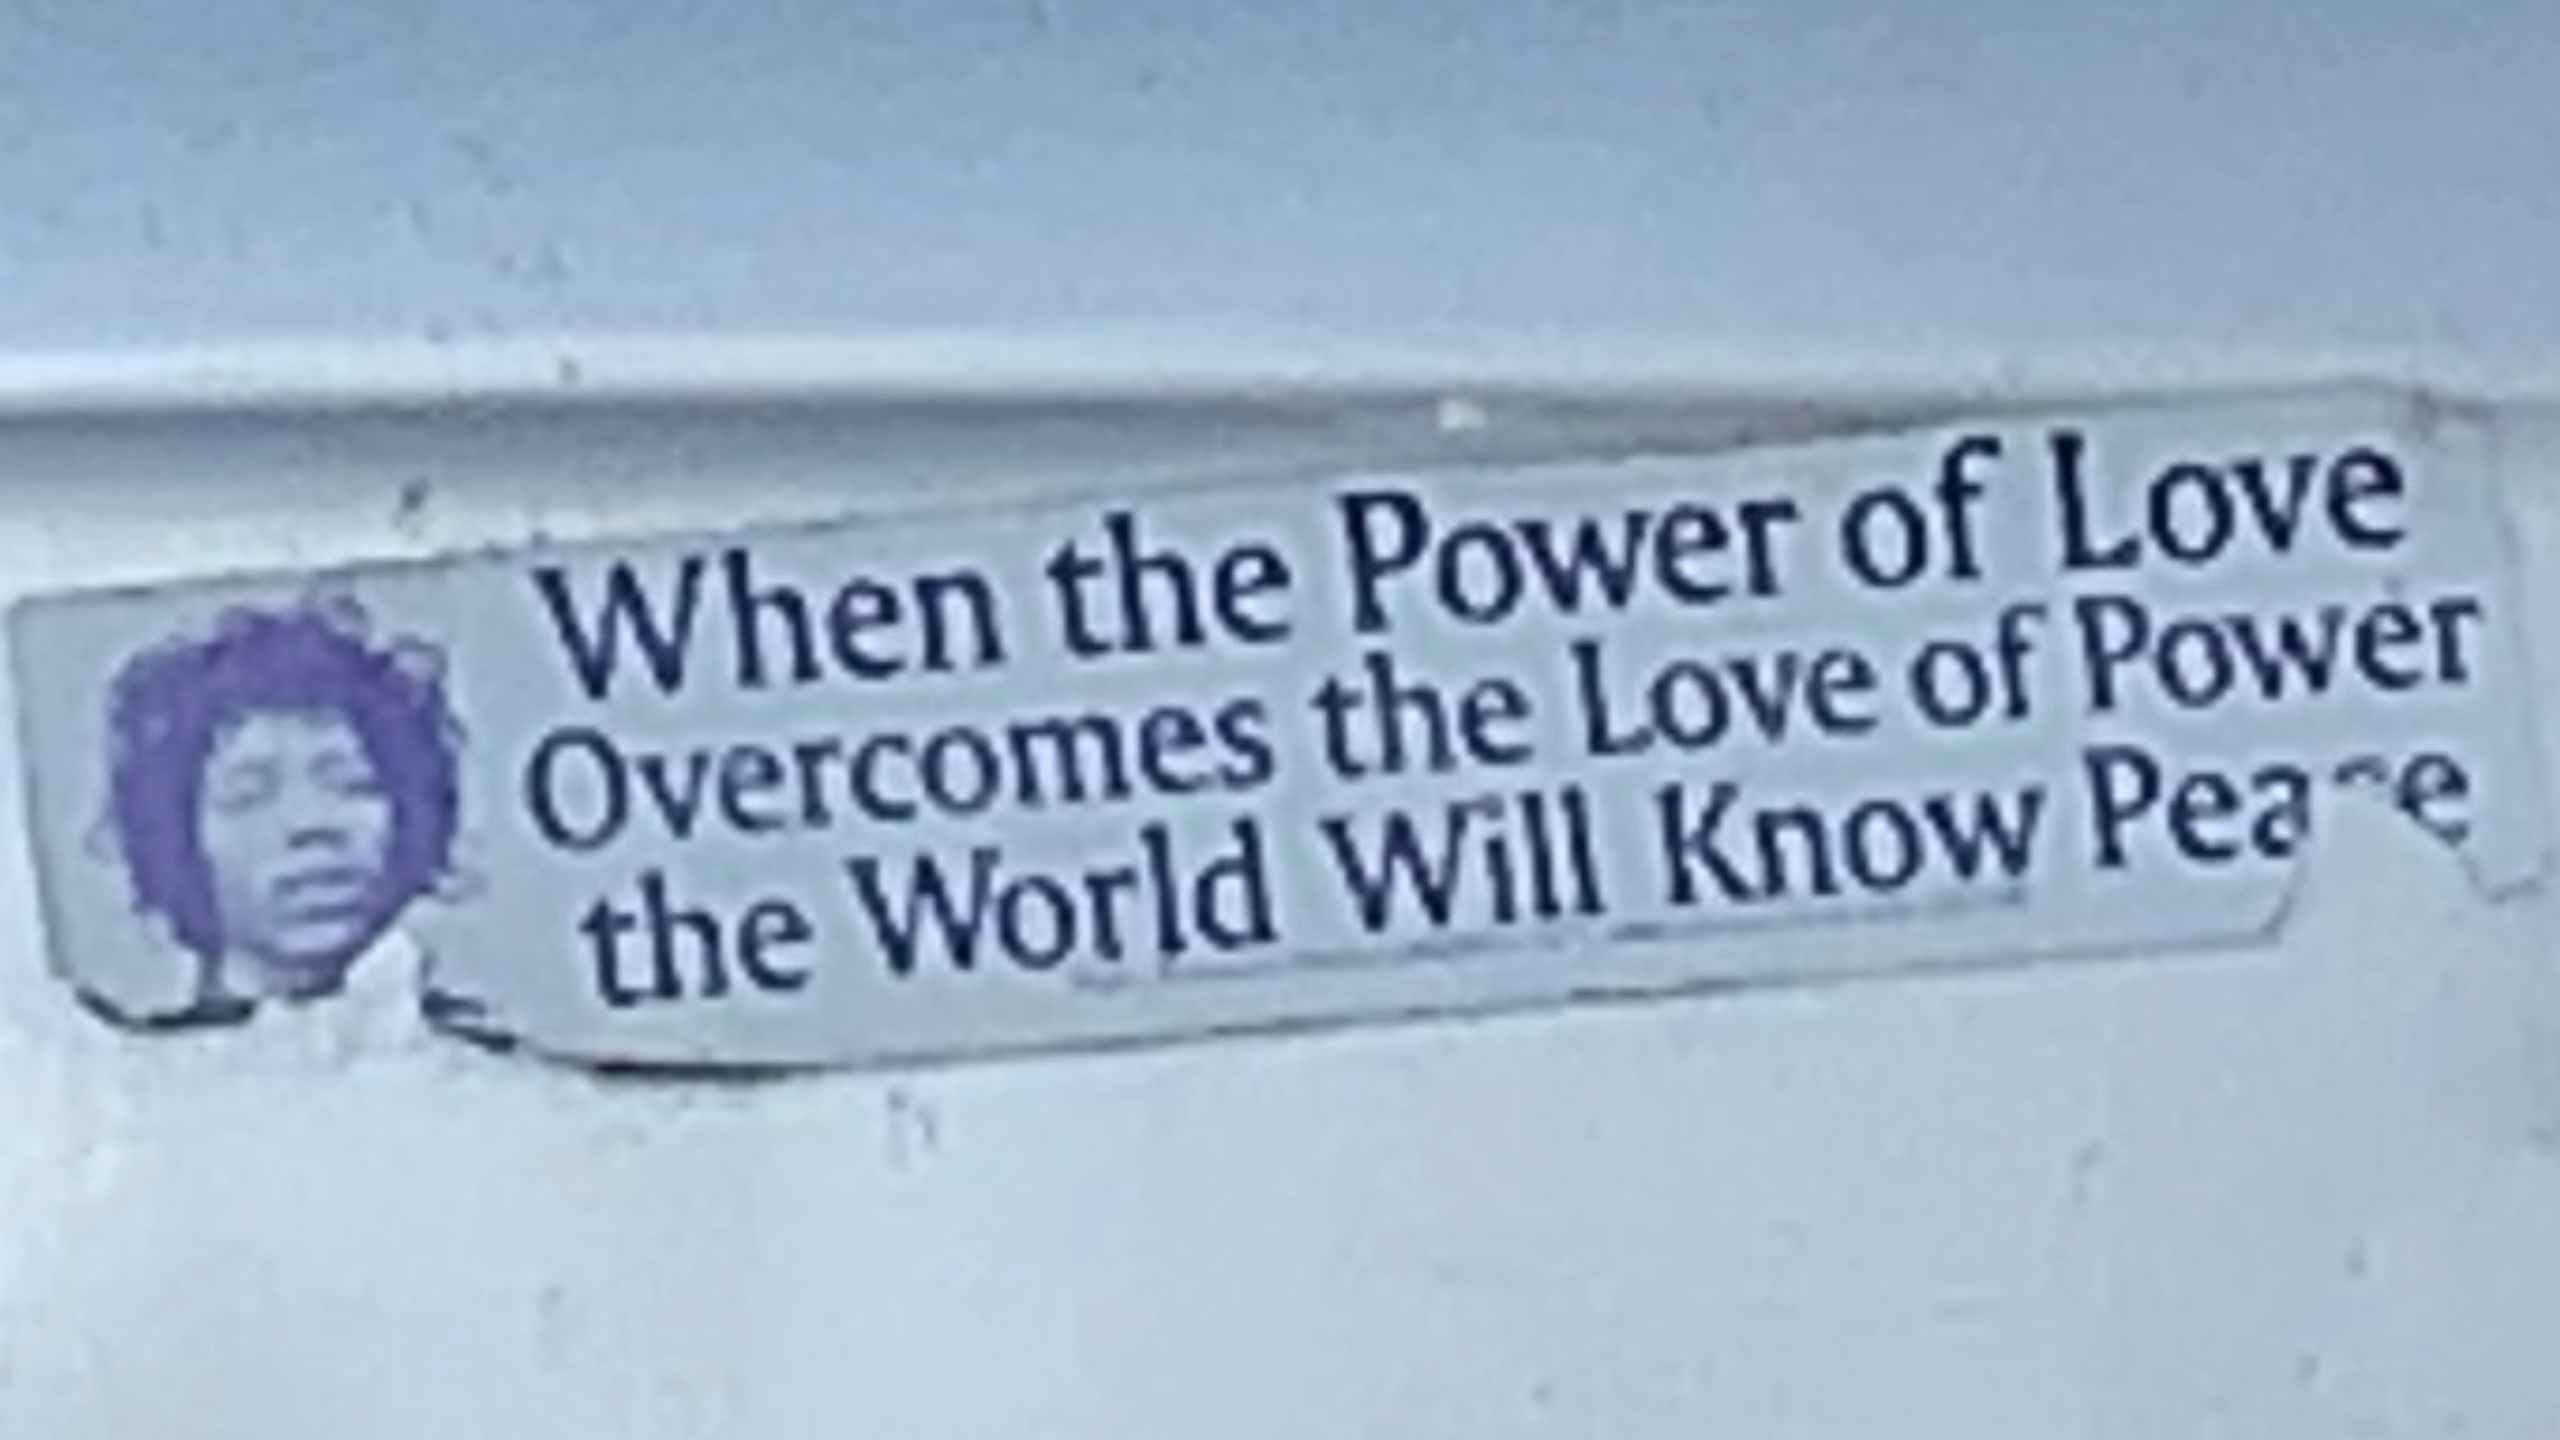 When the Power of Love
Overcomes the Love of Power
the World Will Know Peace